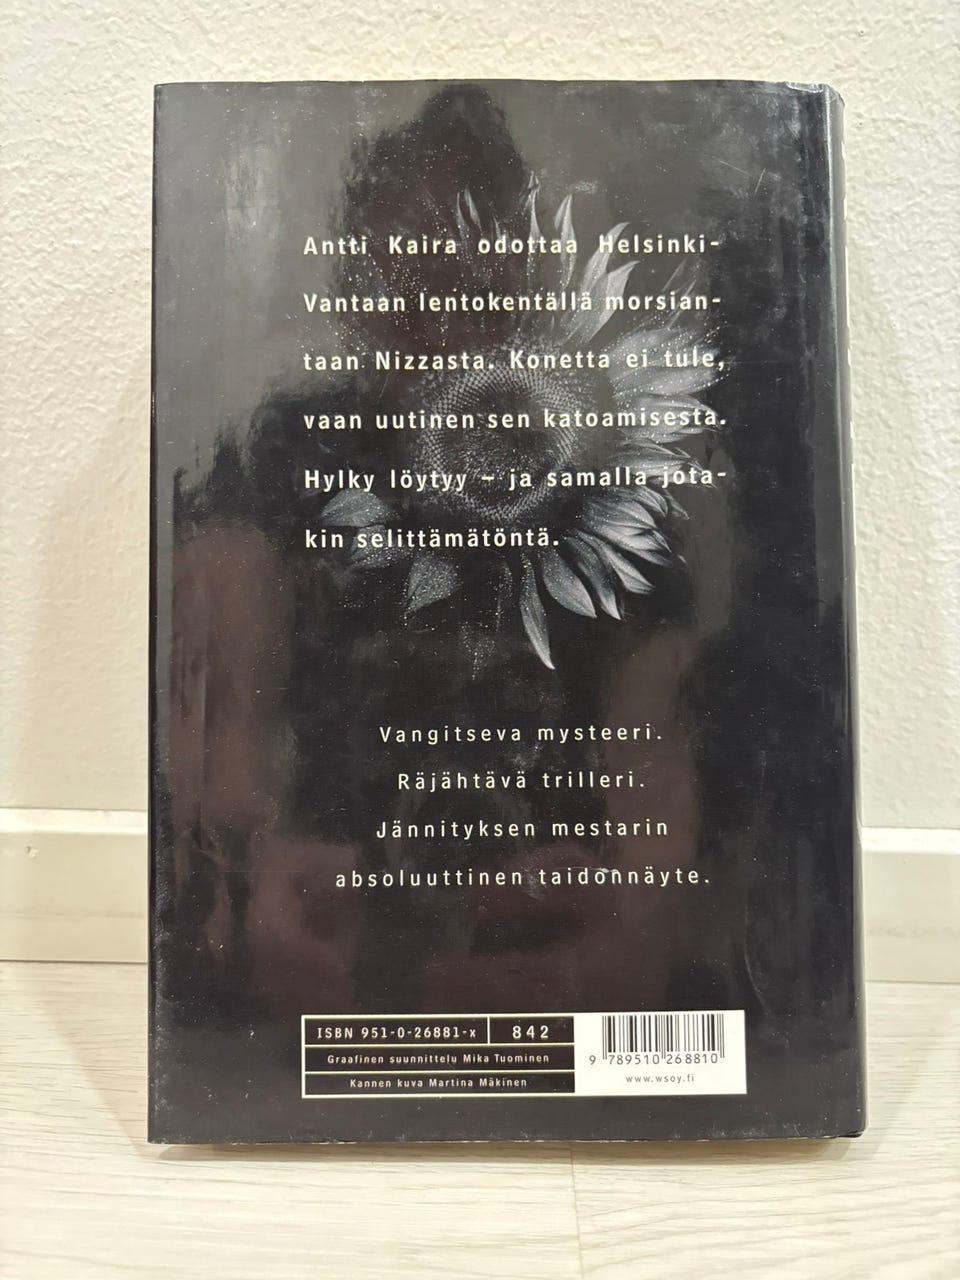 Antti Kaira odottaa Helsinki-
Vantaan lentokentällä morsian-
taan Nizzasta. Konetta ei tule,
vaan uutinen sen katoamisesta.
Hylky löytyy – ja samalla jota-
kin selittämätöntä.
Vangitseva mysteeri.
Räjähtävä trilleri.
Jännityksen mestarin
absoluuttinen taidonnäyte.
ISBN 951-0-26881-x 842
Graafinen suunnittelu Mika Tuominen
Kannen kuva Martina Mäkinen
9 789510 268810
www.wsoy.fi